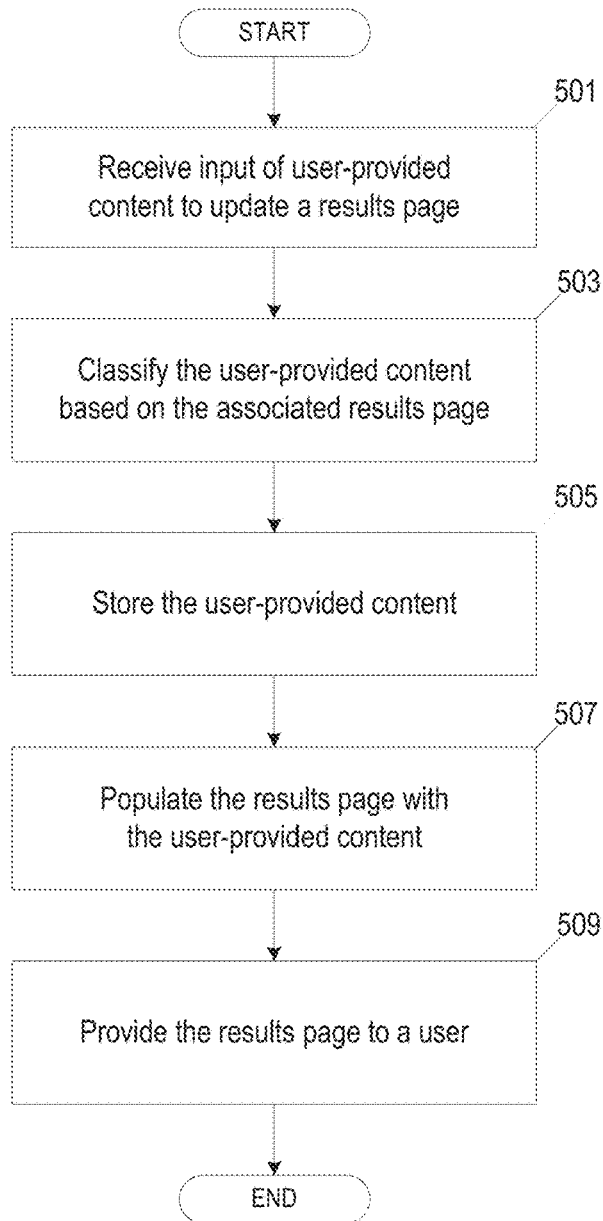 START
501
Receive input of user-provided
content to update a results page
503
Classify the user-provided content
based on the associated results page
505
Store the user-provided content
507
Populate the results page with
the user-provided content
509
Provide the results page to a user
END